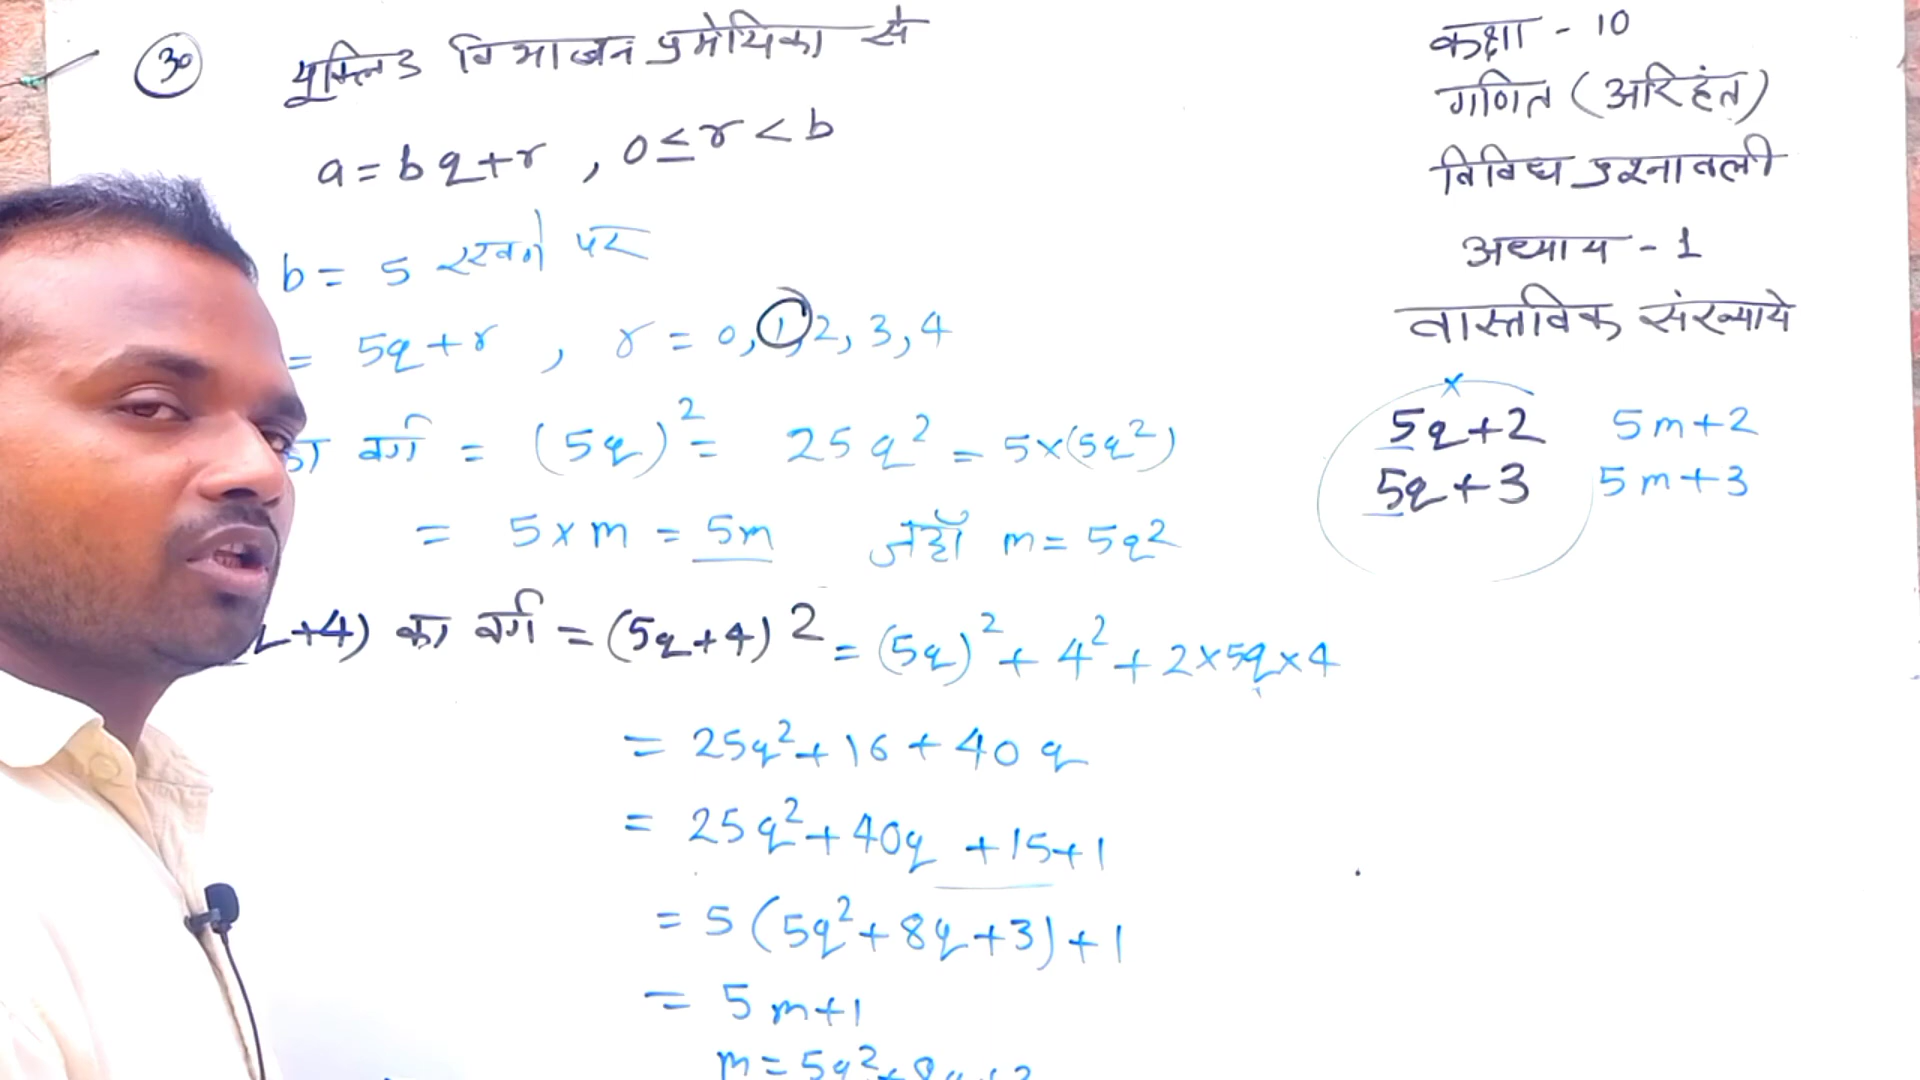 30 यूक्लिड विभाजन प्रमेयिका से
a = bq + r , 0 ≤ r < b
b = 5 रखने पर
= 5q + r , r = 0, 1, 2, 3, 4
का वर्ग = (5q)² = 25q² = 5×(5q²)
= 5×m = 5m जहाँ m = 5q²
+4) का वर्ग = (5q+4)² = (5q)² + 4² + 2×5q×4
= 25q² + 16 + 40q
= 25q² + 40q + 15 + 1
= 5(5q² + 8q + 3) + 1
= 5m + 1
m = 5q² + 8q + 3
कक्षा - 10
गणित (अरिहंत)
विविध प्रश्नावली
अध्याय - 1
वास्तविक संख्याये
×
5q+2 5m+2
5q+3 5m+3